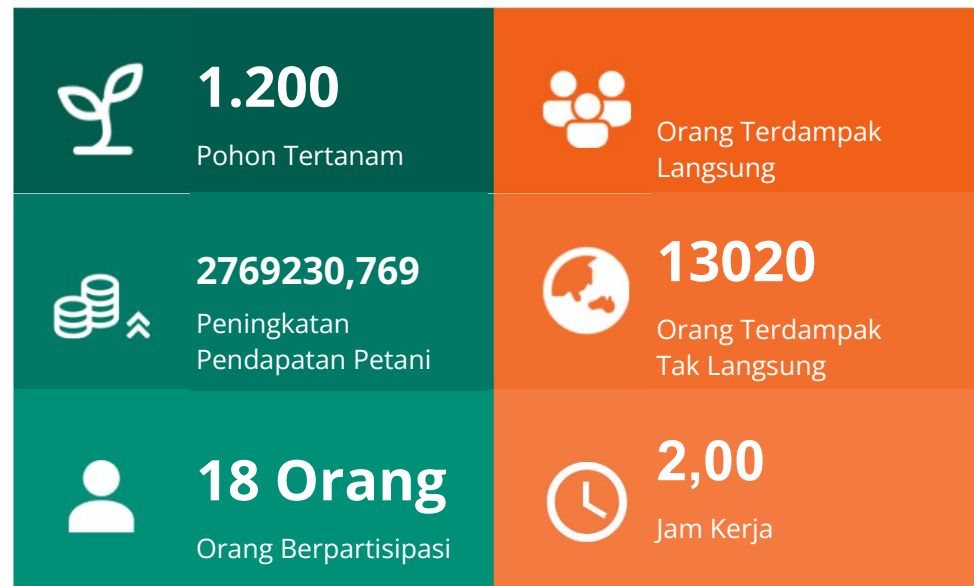 1.200
Pohon Tertanam
Orang Terdampak
Langsung
2769230,769
Peningkatan
Pendapatan Petani
13020
Orang Terdampak
Tak Langsung
18 Orang
Orang Berpartisipasi
2,00
Jam Kerja